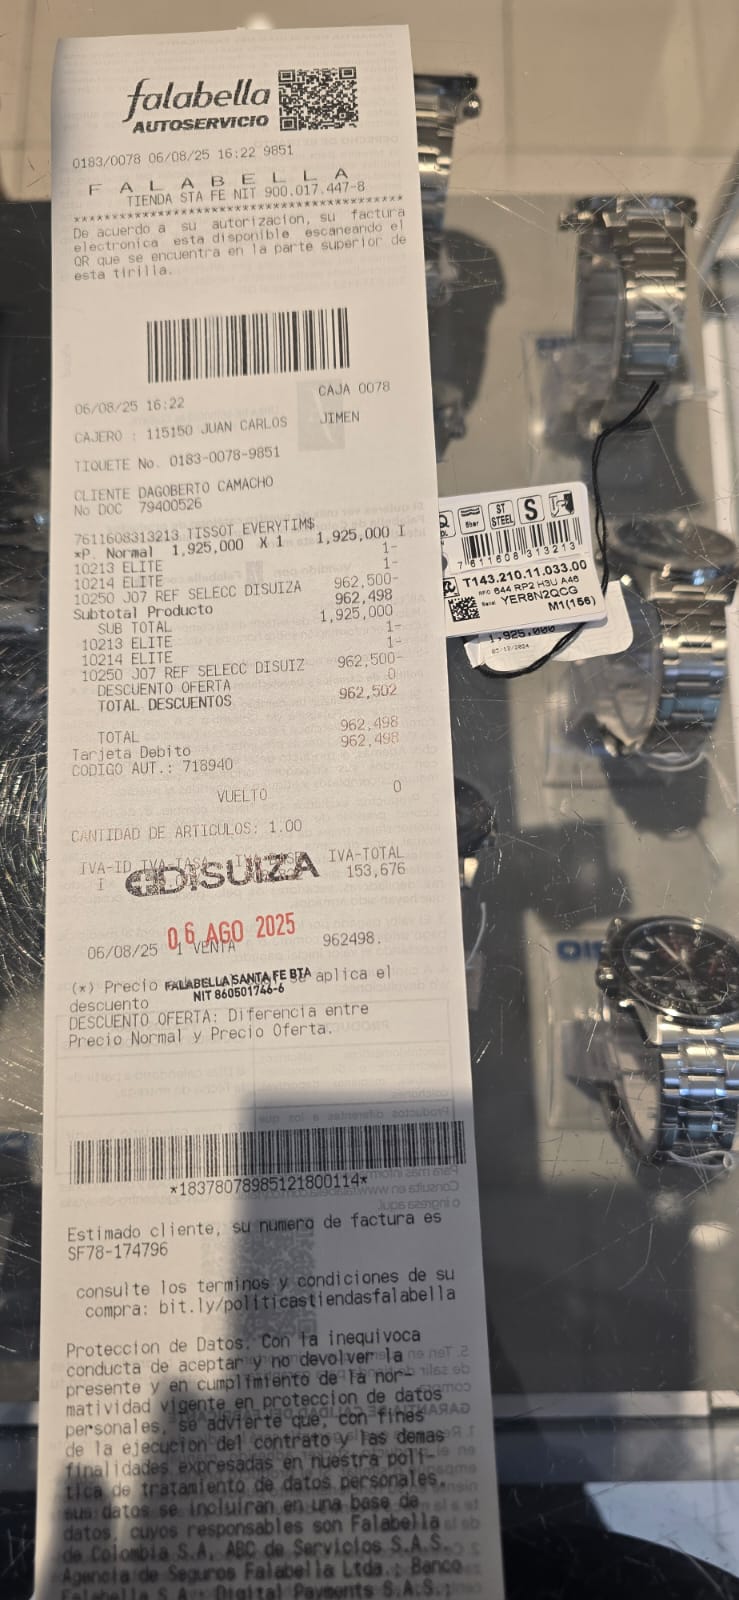 falabella
AUTOSERVICIO
0183/0078 06/08/25 16:22 9851
F A L A B E L L A
TIENDA STA FE NIT 900.017.447-8
****************************************
De acuerdo a su autorizacion, su factura
electronica esta disponible escaneando el
QR que se encuentra en la parte superior de
esta tirilla.
06/08/25 16:22 CAJA 0078
CAJERO : 115150 JUAN CARLOS JIMEN
TIQUETE No. 0183-0078-9851
CLIENTE DAGOBERTO CAMACHO
No DOC 79400526
7611608313213 TISSOT EVERYTIM$
*P. Normal 1,925,000 X 1 1,925,000 I
10213 ELITE 1-
10214 ELITE 1-
10250 J07 REF SELECC DISUIZA 962,500-
Subtotal Producto 962,498
SUB TOTAL 1,925,000
10213 ELITE 1-
10214 ELITE 1-
10250 J07 REF SELECC DISUIZ 962,500-
DESCUENTO OFERTA 0
TOTAL DESCUENTOS 962,502
TOTAL 962,498
Tarjeta Debito 962,498
CODIGO AUT.: 718940
VUELTO 0
CANTIDAD DE ARTICULOS: 1.00
IVA-ID IVA-TASA IVA-TOTAL
I 153,676
DISUIZA
06 AGO 2025
06/08/25 1 VENTA 962498.
FALABELLA SANTA FE BTA
NIT 860501746-6
(*) Precio aplica el
descuento
DESCUENTO OFERTA: Diferencia entre
Precio Normal y Precio Oferta.
*18378078985121800114*
Estimado cliente, su numero de factura es
SF78-174796
consulte los terminos y condiciones de su
compra: bit.ly/politicastiendasfalabella
Proteccion de Datos. Con la inequivoca
conducta de aceptar y no devolver la
presente y en cumplimiento de la nor-
matividad vigente en proteccion de datos
personales, se advierte que, con fines
de la ejecucion del contrato y las demas
finalidades expresadas en nuestra poli-
tica de tratamiento de datos personales,
sus datos se incluiran en una base de
datos, cuyos responsables son Falabella
de Colombia S.A, ABC de Servicios S.A.S,
Agencia de Seguros Falabella Ltda.; Banco
Falabella S.A; Digital Payments S.A.S;
ST
STEEL
S
5bar
7 611608 313213
T143.210.11.033.00
644 RP2 H3U A46
YER8N2QCG
M1(156)
1,925,000